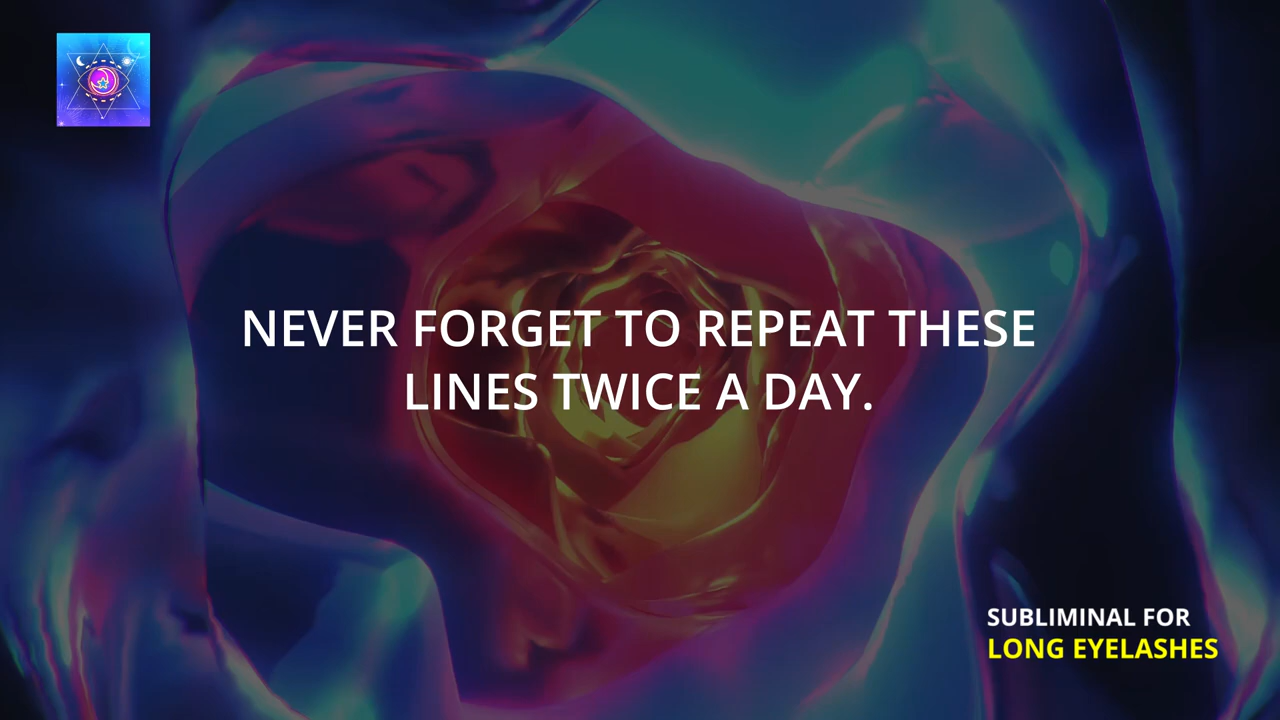 NEVER FORGET TO REPEAT THESE
LINES TWICE A DAY.
SUBLIMINAL FOR
LONG EYELASHES